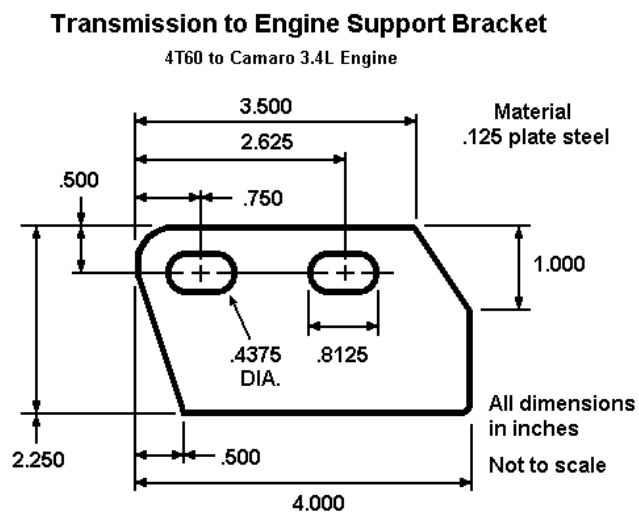 Transmission to Engine Support Bracket
4T60 to Camaro 3.4L Engine
3.500
Material
.125 plate steel
2.625
.500
.750
1.000
.4375
DIA.
.8125
All dimensions
in inches
2.250
.500
Not to scale
4.000